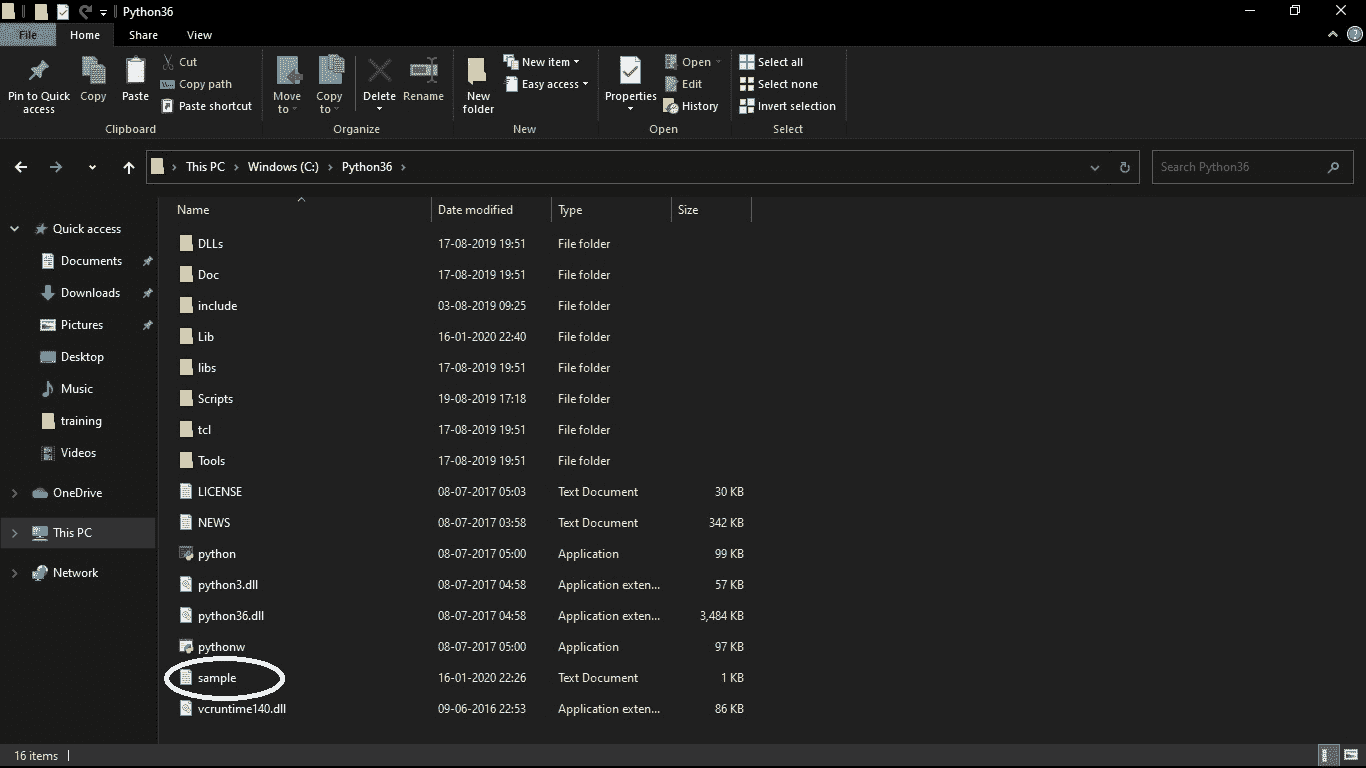 Python36
File Home Share View
Pin to Quick access
Copy
Paste
Cut
Copy path
Paste shortcut
Clipboard
Move to
Copy to
Delete
Rename
Organize
New folder
New item
Easy access
New
Properties
Open
Edit
History
Open
Select all
Select none
Invert selection
Select
This PC > Windows (C:) > Python36 >
Search Python36
Quick access
Documents
Downloads
Pictures
Desktop
Music
training
Videos
OneDrive
This PC
Network
Name Date modified Type Size
DLLs 17-08-2019 19:51 File folder
Doc 17-08-2019 19:51 File folder
include 03-08-2019 09:25 File folder
Lib 16-01-2020 22:40 File folder
libs 17-08-2019 19:51 File folder
Scripts 19-08-2019 17:18 File folder
tcl 17-08-2019 19:51 File folder
Tools 17-08-2019 19:51 File folder
LICENSE 08-07-2017 05:03 Text Document 30 KB
NEWS 08-07-2017 03:58 Text Document 342 KB
python 08-07-2017 05:00 Application 99 KB
python3.dll 08-07-2017 04:58 Application exten... 57 KB
python36.dll 08-07-2017 04:58 Application exten... 3,484 KB
pythonw 08-07-2017 05:00 Application 97 KB
sample 16-01-2020 22:26 Text Document 1 KB
vcruntime140.dll 09-06-2016 22:53 Application exten... 86 KB
16 items